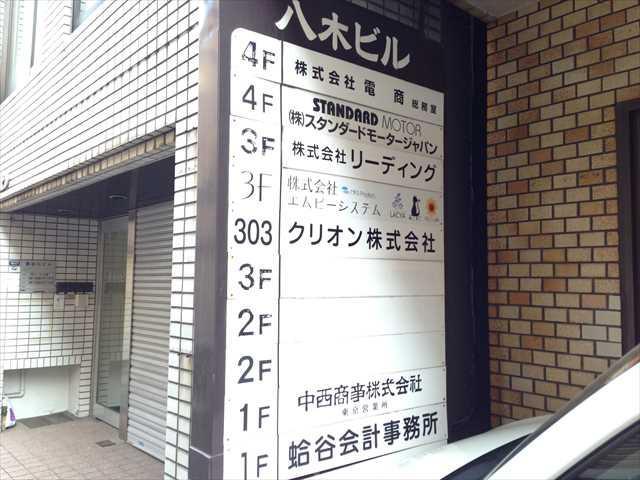 八木ビル
4F 株式会社 電商 総務室
4F STANDARD MOTOR
(株)スタンダードモータージャパン
3F 株式会社リーディング
3F 株式会社
エムピーシステム LACYA
303 クリオン株式会社
3F
2F
2F
1F 中西商事株式会社
東京営業所
1F 蛤谷会計事務所